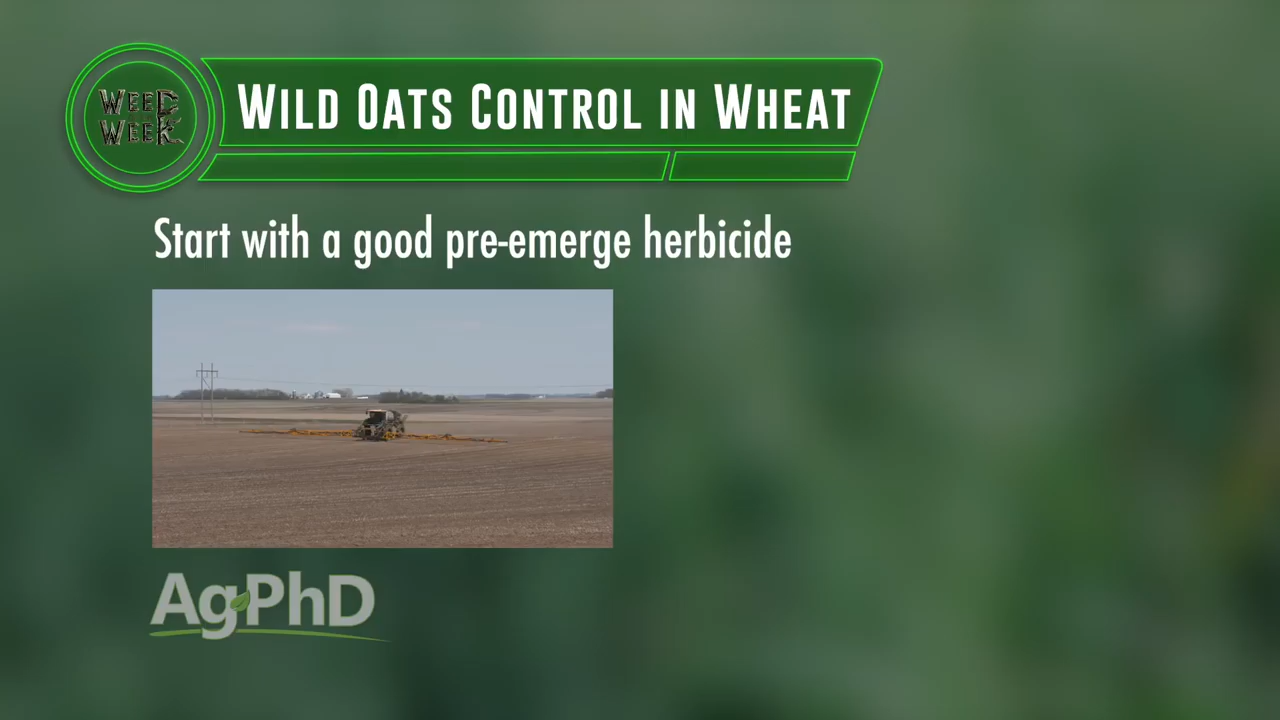 WEED
WEEK
WILD OATS CONTROL IN WHEAT
Start with a good pre-emerge herbicide
AgPhD